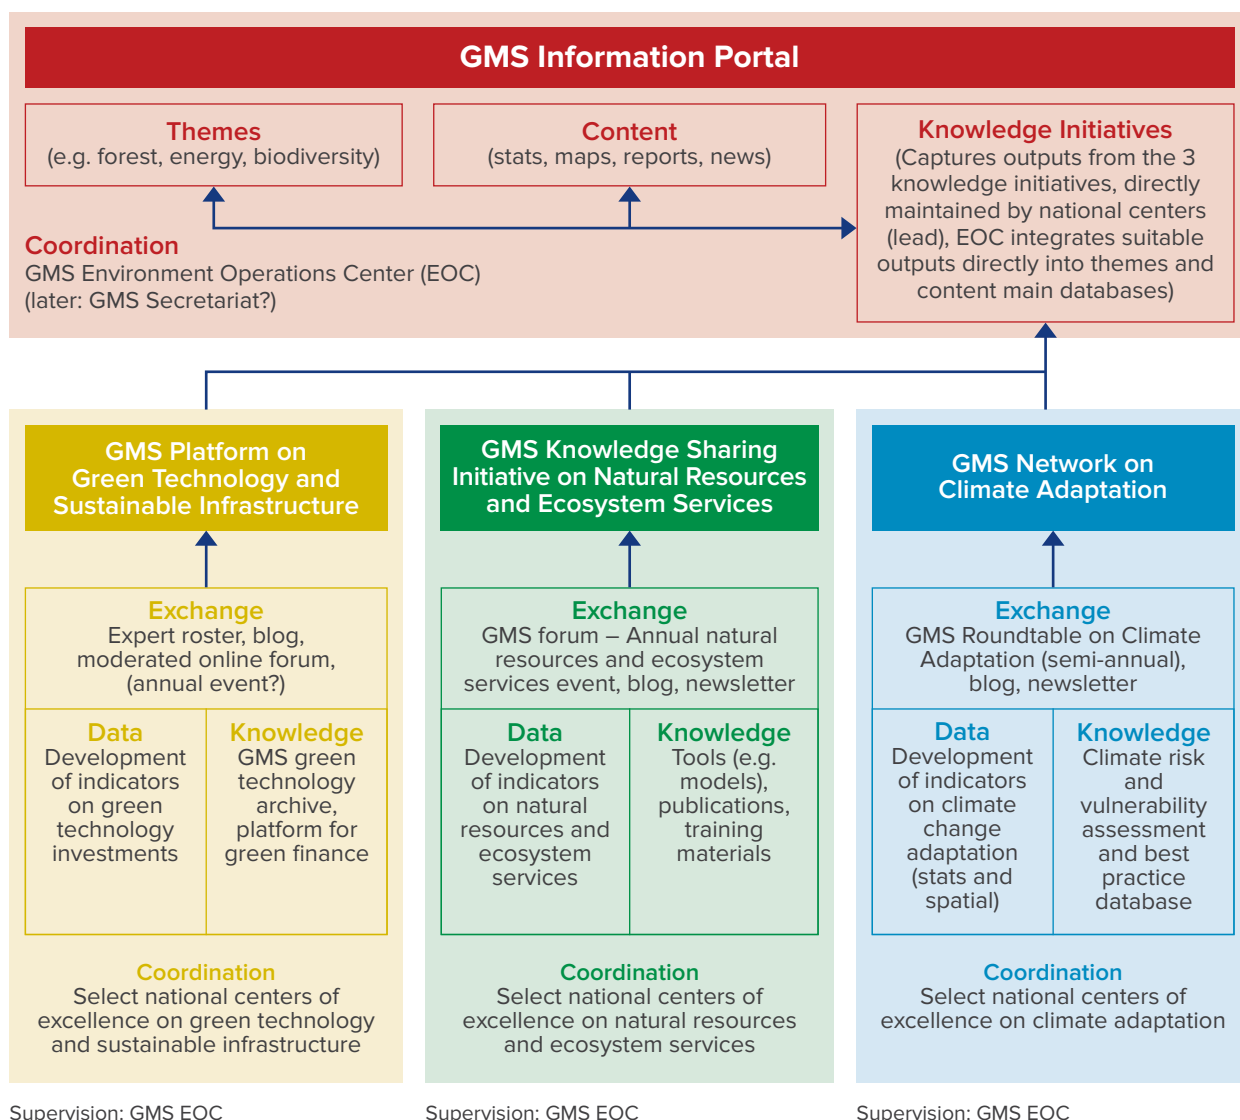 GMS Information Portal
Themes
(e.g. forest, energy, biodiversity)
Content
(stats, maps, reports, news)
Knowledge Initiatives
(Captures outputs from the 3
knowledge initiatives, directly
maintained by national centers
(lead), EOC integrates suitable
outputs directly into themes and
content main databases)
Coordination
GMS Environment Operations Center (EOC)
(later: GMS Secretariat?)
GMS Platform on
Green Technology and
Sustainable Infrastructure
Exchange
Expert roster, blog,
moderated online forum,
(annual event?)
Data
Development
of indicators
on green
technology
investments
Knowledge
GMS green
technology
archive,
platform for
green finance
Coordination
Select national centers of
excellence on green technology
and sustainable infrastructure
Supervision: GMS EOC
GMS Knowledge Sharing
Initiative on Natural Resources
and Ecosystem Services
Exchange
GMS forum – Annual natural
resources and ecosystem
services event, blog, newsletter
Data
Development
of indicators
on natural
resources and
ecosystem
services
Knowledge
Tools (e.g.
models),
publications,
training
materials
Coordination
Select national centers of
excellence on natural resources
and ecosystem services
Supervision: GMS EOC
GMS Network on
Climate Adaptation
Exchange
GMS Roundtable on Climate
Adaptation (semi-annual),
blog, newsletter
Data
Development
of indicators
on climate
change
adaptation
(stats and
spatial)
Knowledge
Climate risk
and
vulnerability
assessment
and best
practice
database
Coordination
Select national centers of
excellence on climate adaptation
Supervision: GMS EOC